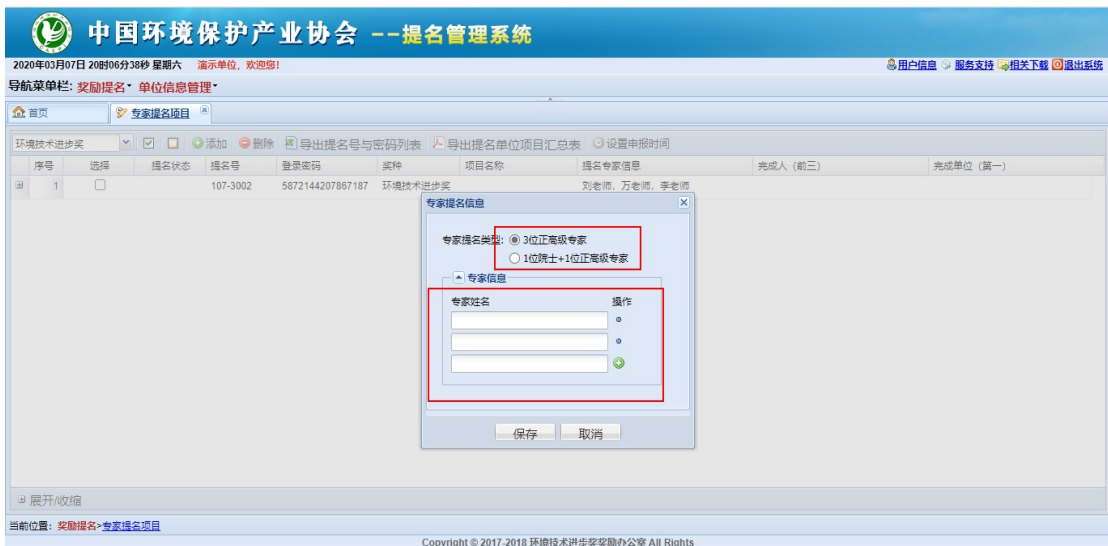 中国环境保护产业协会 --提名管理系统
2020年03月07日 20时06分38秒 星期六 演示单位, 欢迎您! 用户信息 服务支持 相关下载 退出系统
导航菜单栏: 奖励提名 单位信息管理
首页 专家提名项目
环境技术进步奖 添加 删除 导出提名号与密码列表 导出提名单位项目汇总表 设置申报时间
序号 选择 提名状态 提名号 登录密码 奖种 项目名称 提名专家信息 完成人（前三） 完成单位（第一）
1 107-3002 5872144207867187 环境技术进步奖 刘老师, 万老师, 李老师
专家提名信息
专家提名类型: 3位正高级专家
1位院士+1位正高级专家
专家信息
专家姓名 操作
保存 取消
展开/收缩
当前位置: 奖励提名>专家提名项目
Copyright © 2017-2018 环境技术进步奖奖励办公室 All Rights